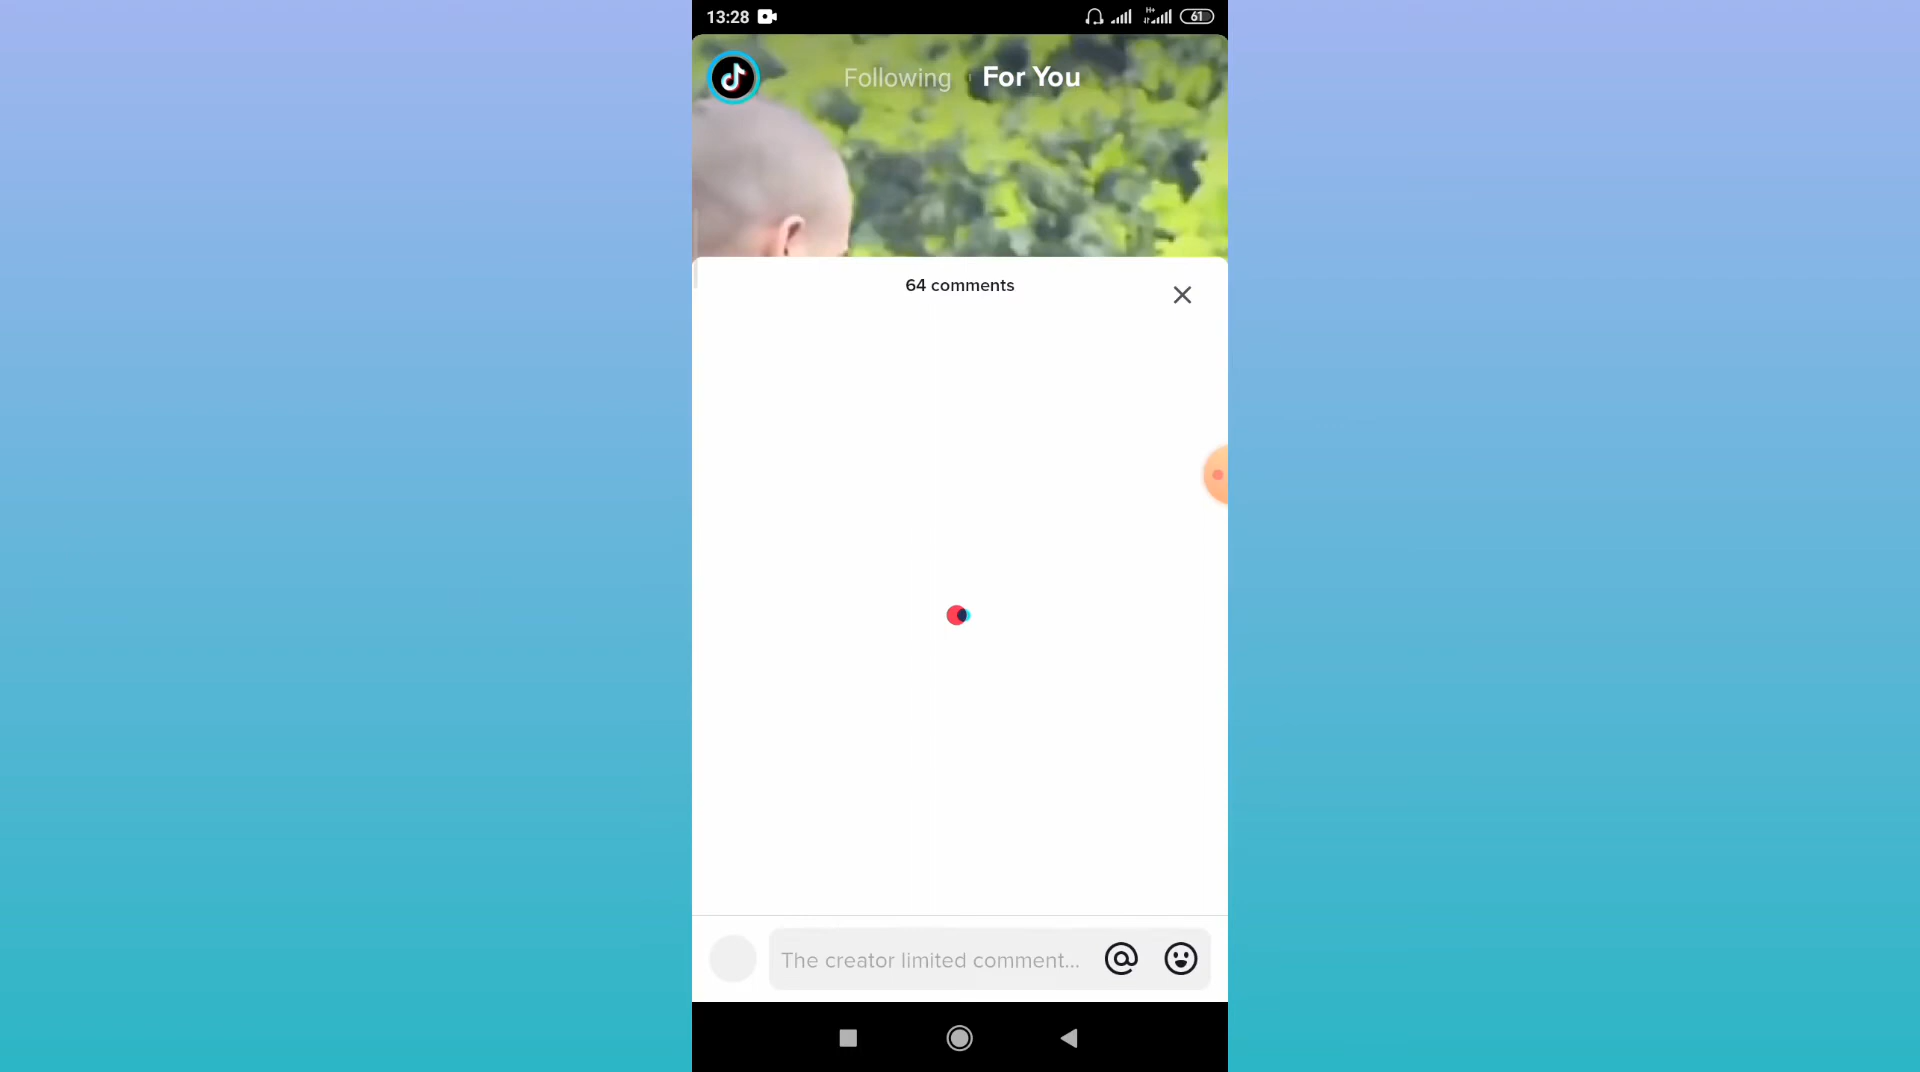 13:28
H+
61
Following
For You
64 comments
The creator limited comment...